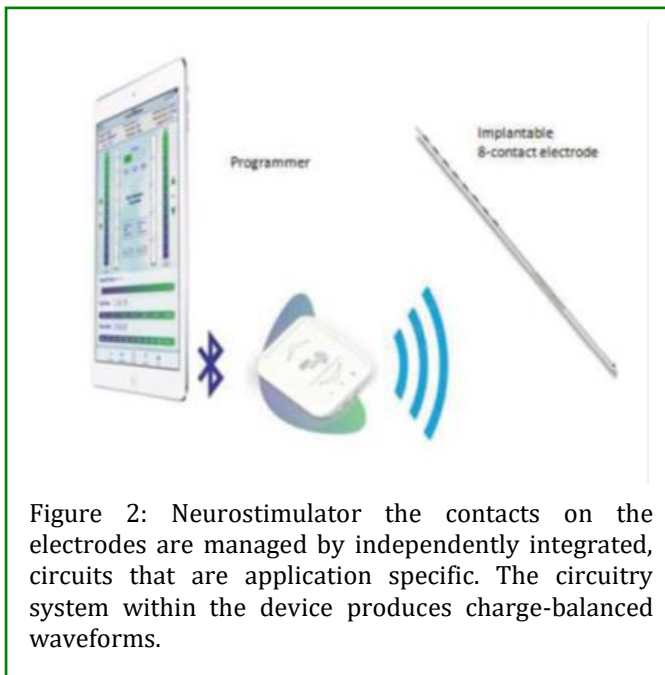 Programmer
Implantable
8-contact electrode
Figure 2: Neurostimulator the contacts on the
electrodes are managed by independently integrated,
circuits that are application specific. The circuitry
system within the device produces charge-balanced
waveforms.